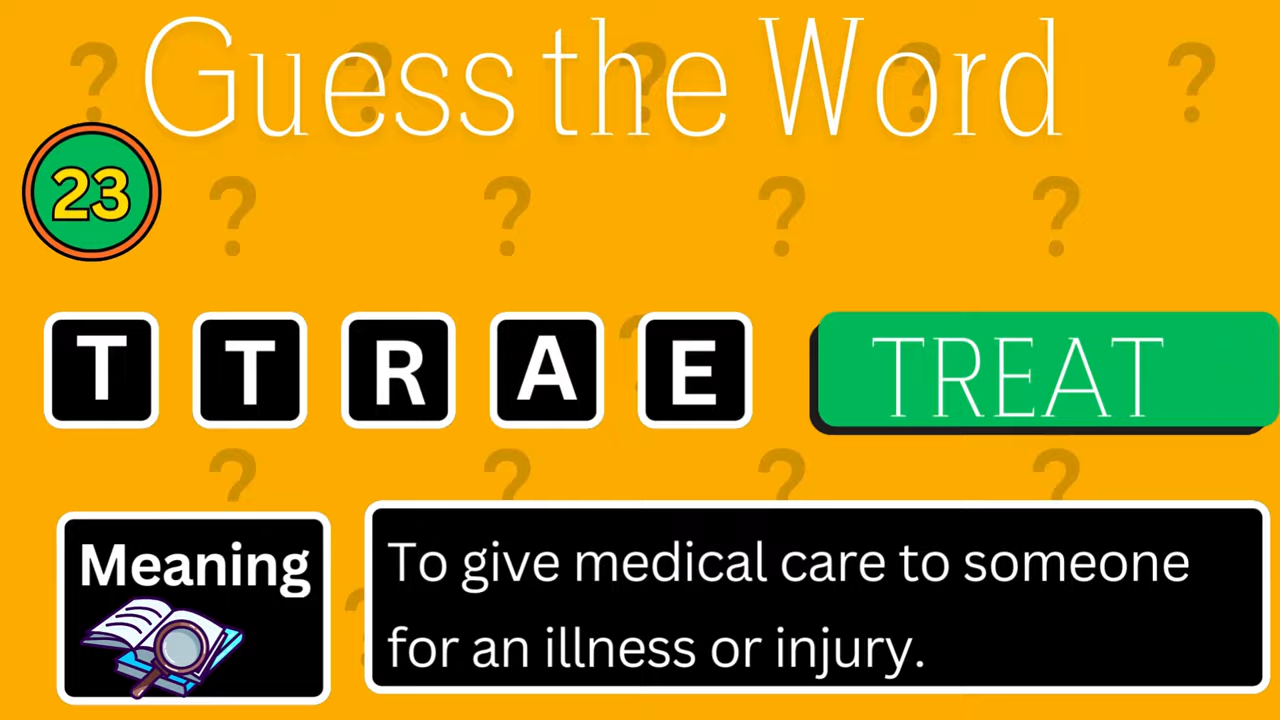 Guess the Word
23
T T R A E
TREAT
Meaning
To give medical care to someone
for an illness or injury.